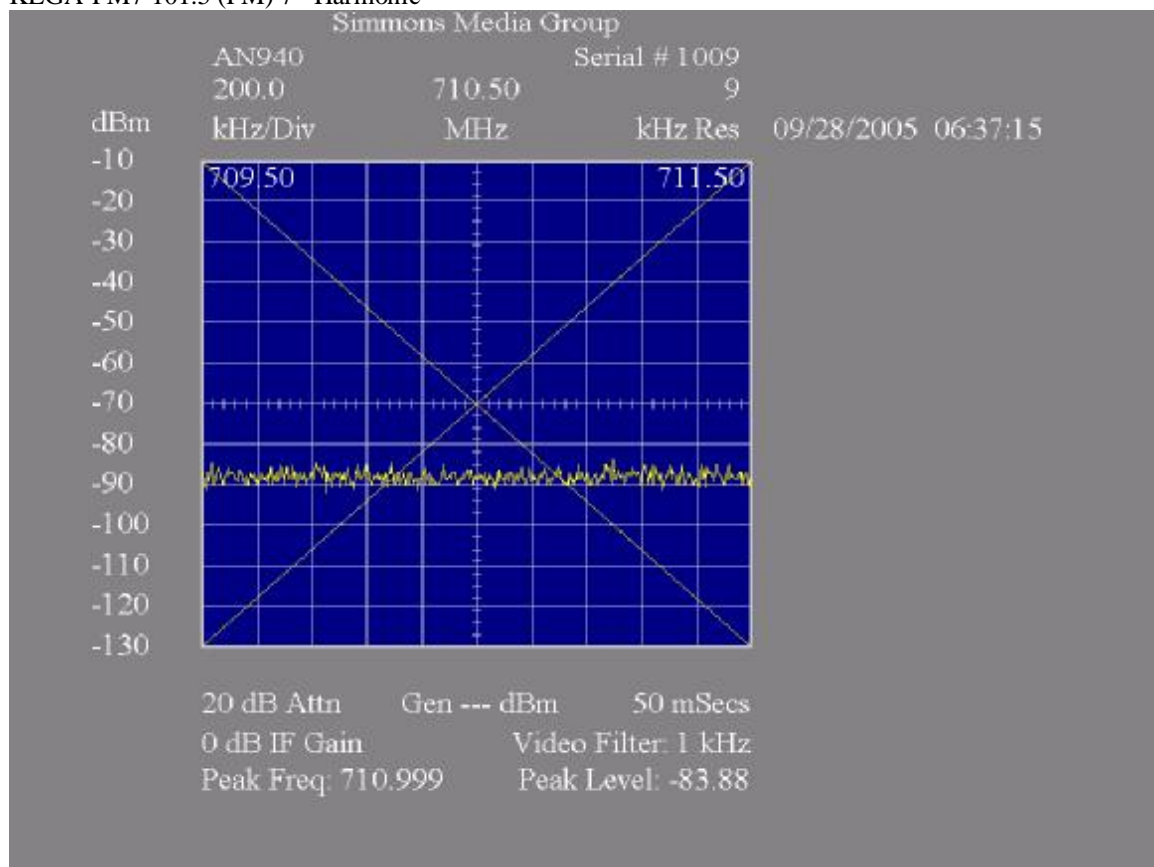 Simmons Media Group
AN940 Serial # 1009
200.0 710.50 9
dBm kHz/Div MHz kHz Res 09/28/2005 06:37:15
-10
709.50 711.50
-20
-30
-40
-50
-60
-70
-80
-90
-100
-110
-120
-130
20 dB Attn Gen --- dBm 50 mSecs
0 dB IF Gain Video Filter: 1 kHz
Peak Freq: 710.999 Peak Level: -83.88